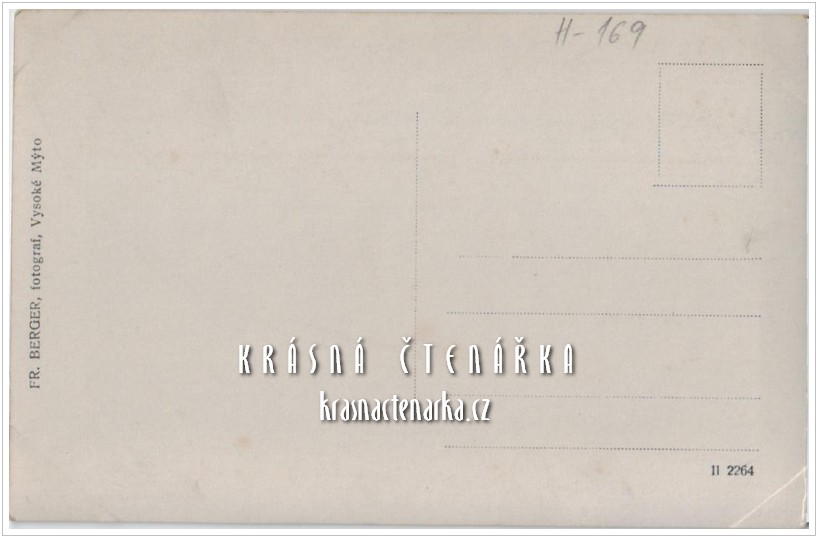 H-169
FR. BERGER, fotograf, Vysoké Mýto
KRÁSNÁ ČTENÁŘKA
krasnactenarka.cz
II 2264